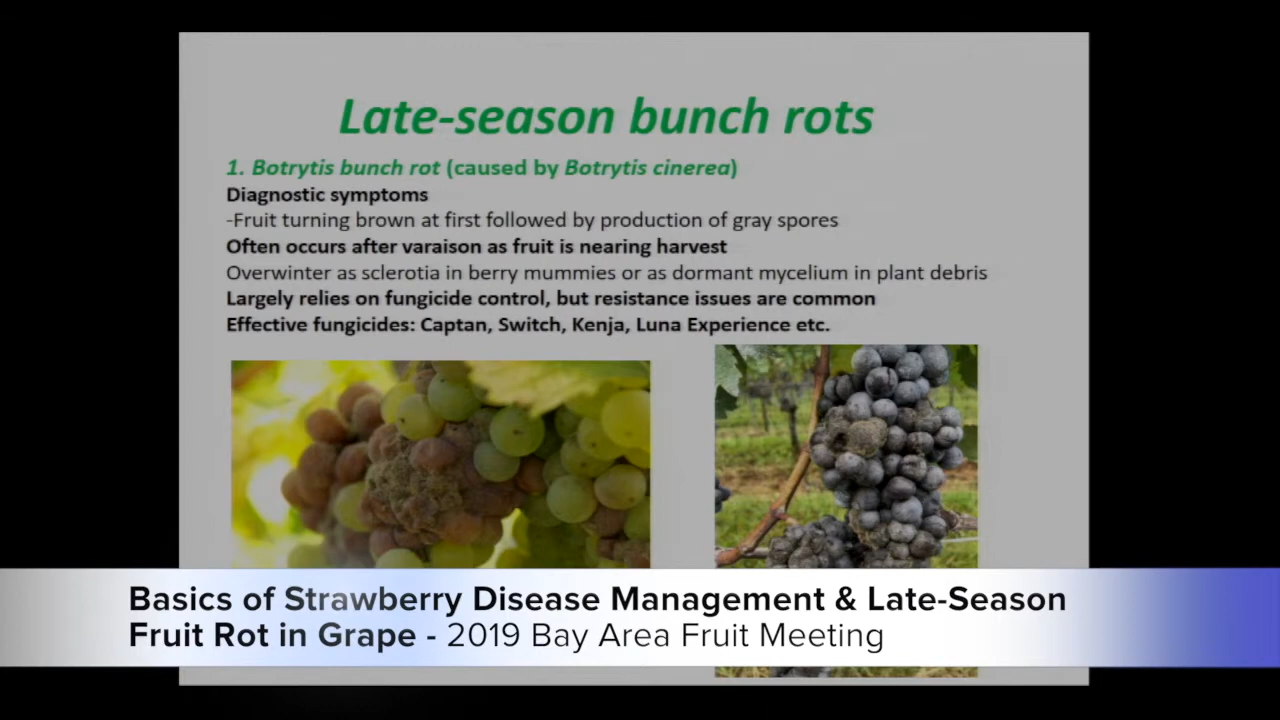 Late-season bunch rots
1. Botrytis bunch rot (caused by Botrytis cinerea)
Diagnostic symptoms
-Fruit turning brown at first followed by production of gray spores
Often occurs after varaison as fruit is nearing harvest
Overwinter as sclerotia in berry mummies or as dormant mycelium in plant debris
Largely relies on fungicide control, but resistance issues are common
Effective fungicides: Captan, Switch, Kenja, Luna Experience etc.
Basics of Strawberry Disease Management & Late-Season
Fruit Rot in Grape - 2019 Bay Area Fruit Meeting